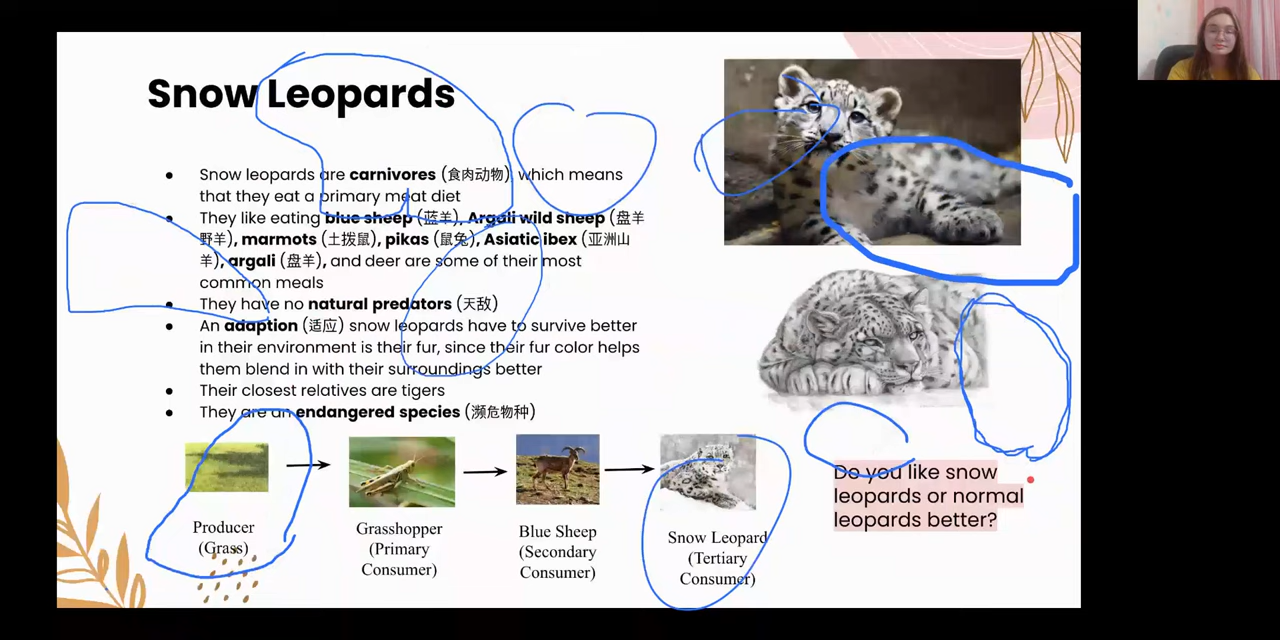 Snow Leopards
Snow leopards are carnivores (食肉动物), which means
that they eat a primary meat diet
They like eating blue sheep (蓝羊), Argali wild sheep (盘羊
野羊), marmots (土拨鼠), pikas (鼠兔), Asiatic ibex (亚洲山
羊), argali (盘羊), and deer are some of their most
common meals
They have no natural predators (天敌)
An adaption (适应) snow leopards have to survive better
in their environment is their fur, since their fur color helps
them blend in with their surroundings better
Their closest relatives are tigers
They are an endangered species (濒危物种)
Producer
(Grass)
Grasshopper
(Primary
Consumer)
Blue Sheep
(Secondary
Consumer)
Snow Leopard
(Tertiary
Consumer)
Do you like snow
leopards or normal
leopards better?